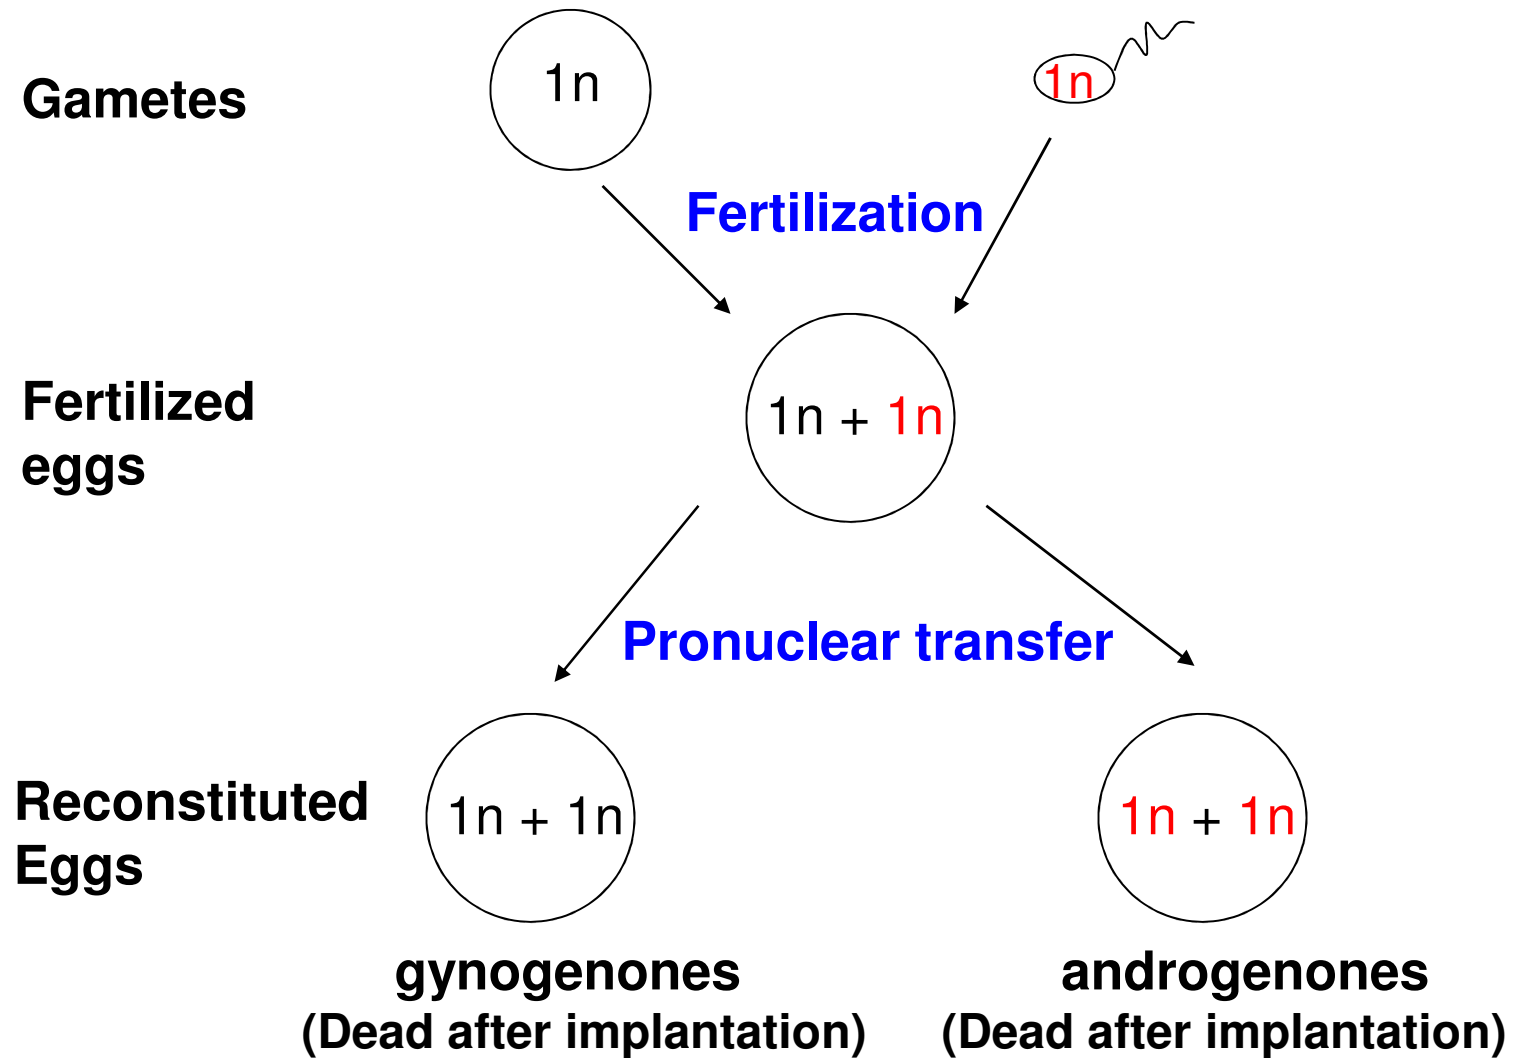 Gametes
1n
1n
Fertilization
Fertilized
eggs
1n + 1n
Pronuclear transfer
Reconstituted
Eggs
1n + 1n
1n + 1n
gynogenones
(Dead after implantation)
androgenones
(Dead after implantation)